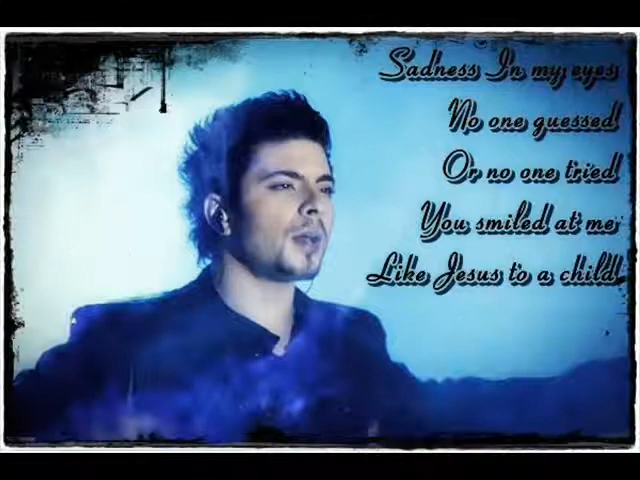 Sadness In my eyes
No one guessed
Or no one tried
You smiled at me
Like Jesus to a child